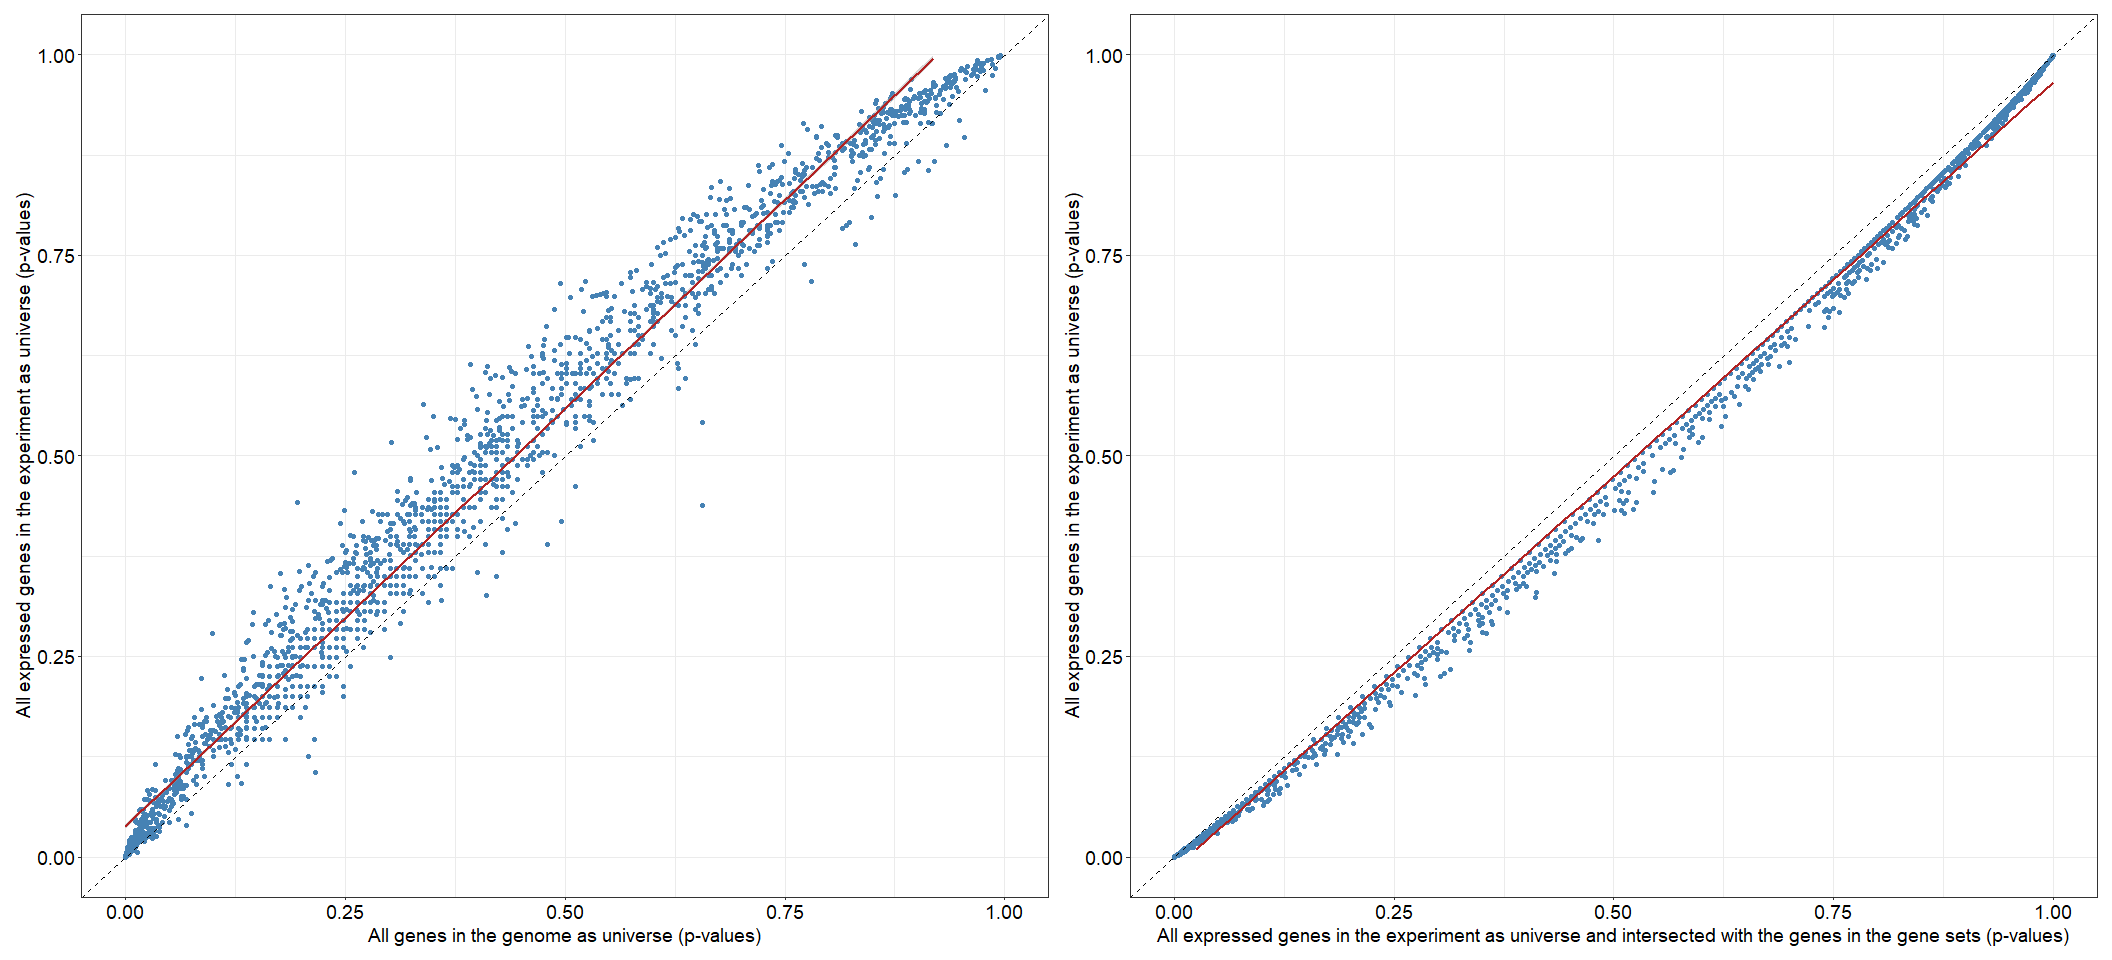 All expressed genes in the experiment as universe (p-values)
1.00
0.75
0.50
0.25
0.00
0.00 0.25 0.50 0.75 1.00
All genes in the genome as universe (p-values)
All expressed genes in the experiment as universe (p-values)
1.00
0.75
0.50
0.25
0.00
0.00 0.25 0.50 0.75 1.00
All expressed genes in the experiment as universe and intersected with the genes in the gene sets (p-values)